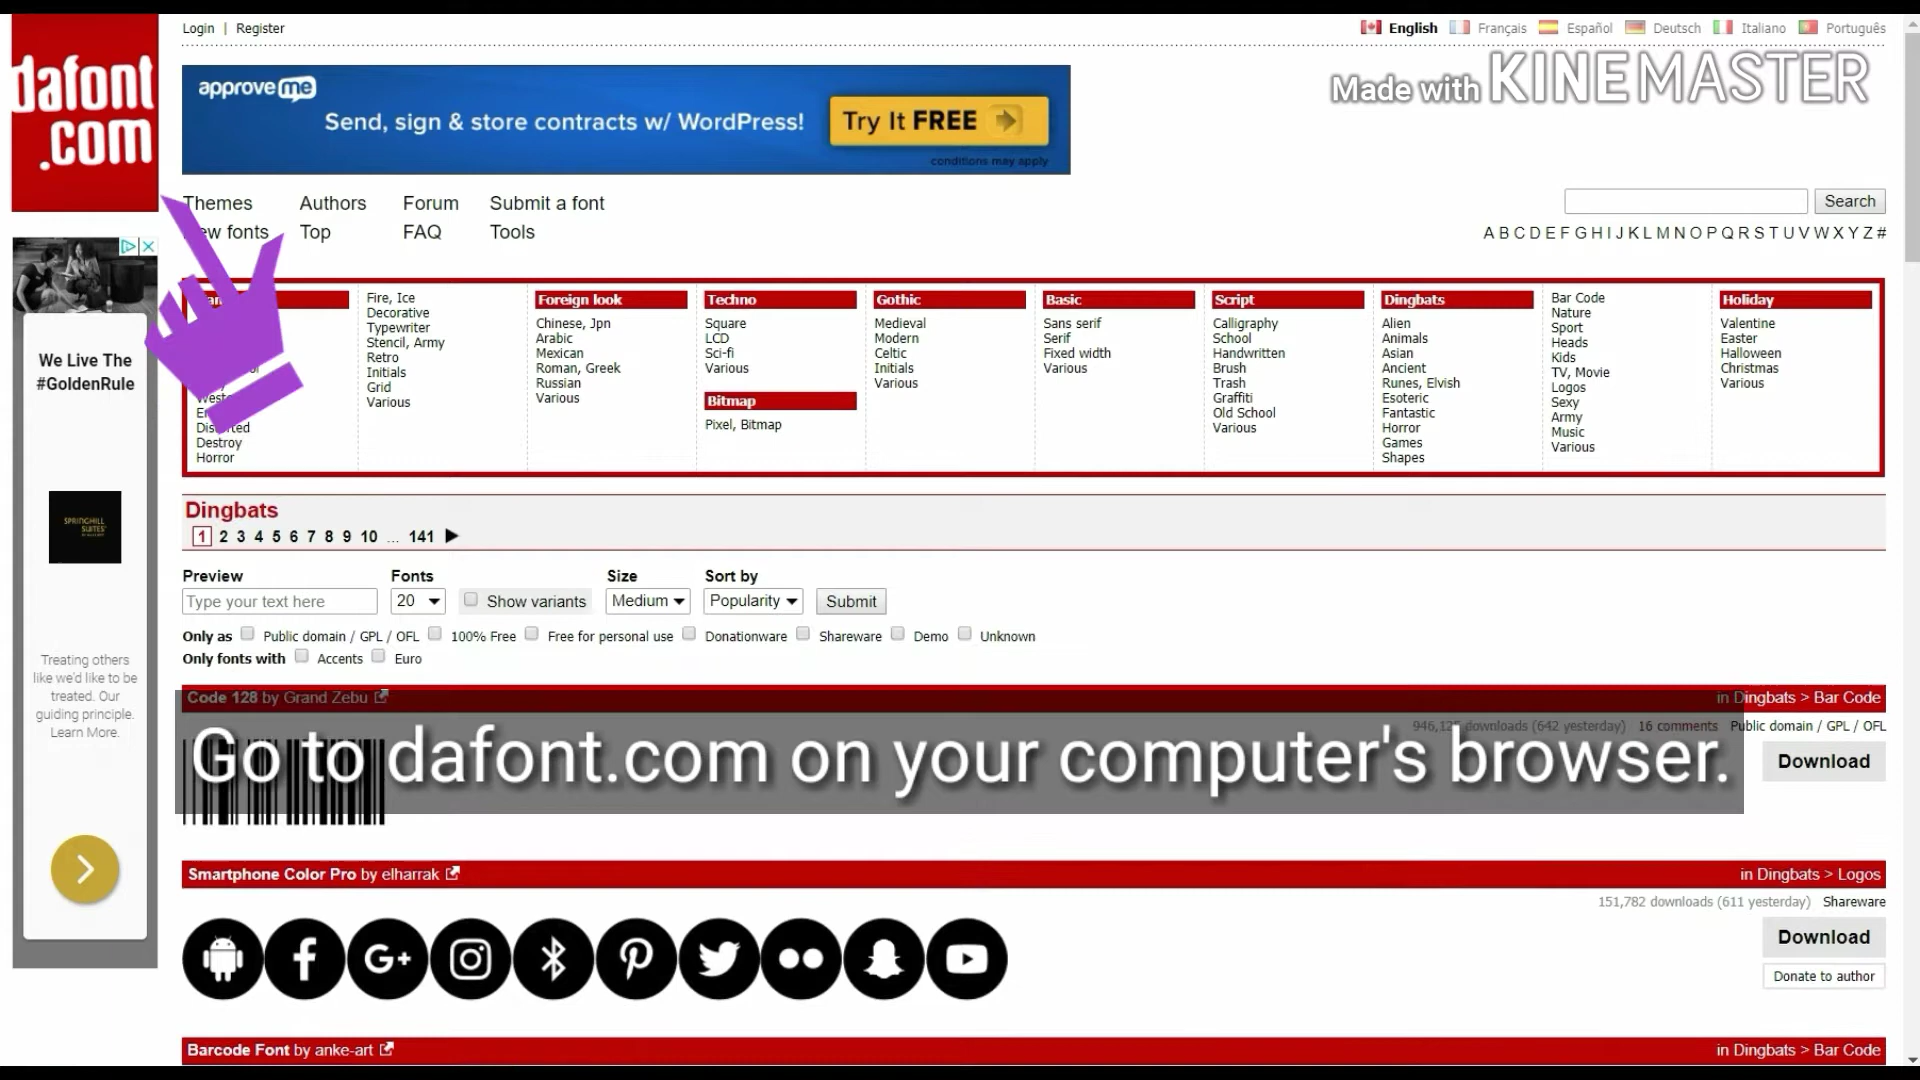 dafont
.com
Login | Register
English Français Español Deutsch Italiano Português
approveme
Send, sign & store contracts w/ WordPress!
Try It FREE
conditions may apply
Made with KINEMASTER
Themes Authors Forum Submit a font
New fonts Top FAQ Tools
Search
A B C D E F G H I J K L M N O P Q R S T U V W X Y Z #
Distorted
Destroy
Horror
Fire, Ice
Decorative
Typewriter
Stencil, Army
Retro
Initials
Grid
Various
Foreign look
Chinese, Jpn
Arabic
Mexican
Roman, Greek
Russian
Various
Techno
Square
LCD
Sci-fi
Various
Bitmap
Pixel, Bitmap
Gothic
Medieval
Modern
Celtic
Initials
Various
Basic
Sans serif
Serif
Fixed width
Various
Script
Calligraphy
School
Handwritten
Brush
Trash
Graffiti
Old School
Various
Dingbats
Alien
Animals
Asian
Ancient
Runes, Elvish
Esoteric
Fantastic
Horror
Games
Shapes
Bar Code
Nature
Sport
Heads
Kids
TV, Movie
Logos
Sexy
Army
Music
Various
Holiday
Valentine
Easter
Halloween
Christmas
Various
We Live The
#GoldenRule
SPRINGHILL
SUITES
Treating others
like we'd like to be
treated. Our
guiding principle.
Learn More.
Dingbats
1 2 3 4 5 6 7 8 9 10 ... 141
Preview Fonts Size Sort by
Type your text here 20 Show variants Medium Popularity Submit
Only as Public domain / GPL / OFL 100% Free Free for personal use Donationware Shareware Demo Unknown
Only fonts with Accents Euro
Code 128 by Grand Zebu in Dingbats > Bar Code
downloads (642 yesterday) 16 comments Public domain / GPL / OFL
Go to dafont.com on your computer's browser.
Download
Smartphone Color Pro by elharrak in Dingbats > Logos
151,782 downloads (611 yesterday) Shareware
G+
Download
Donate to author
Barcode Font by anke-art in Dingbats > Bar Code